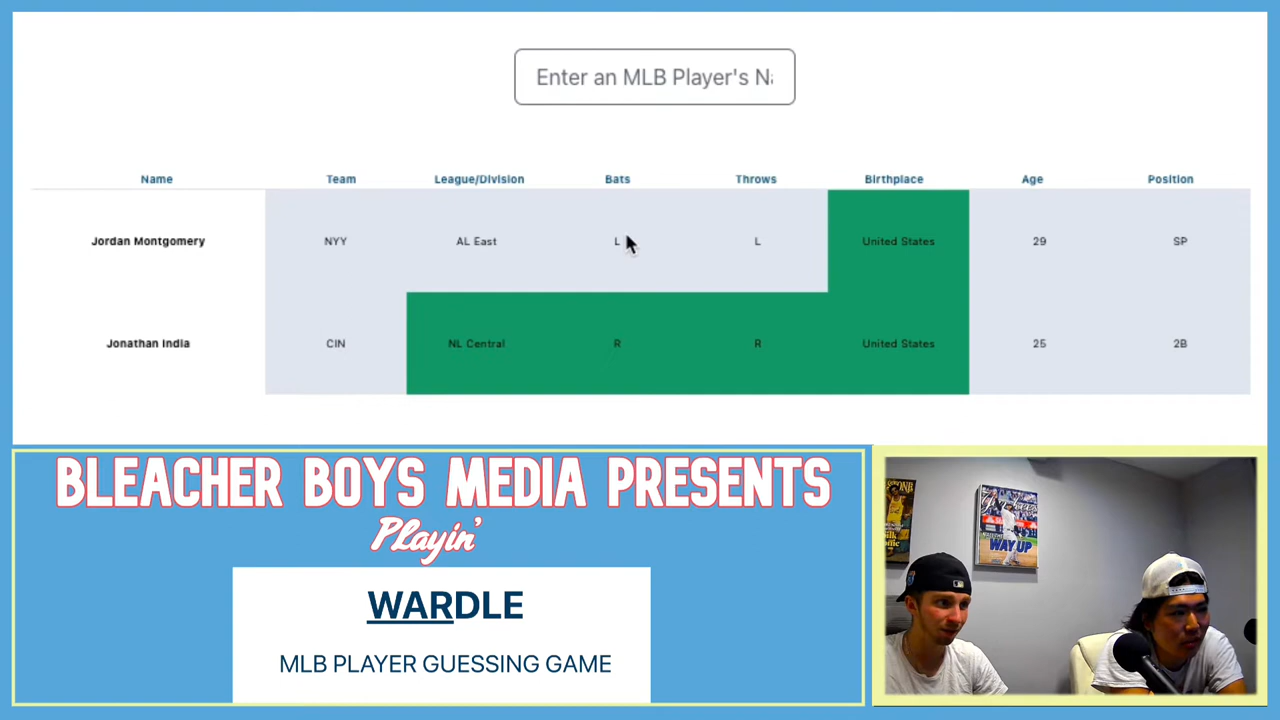 Enter an MLB Player's Na
Name Team League/Division Bats Throws Birthplace Age Position
Jordan Montgomery NYY AL East L L United States 29 SP
Jonathan India CIN NL Central R R United States 25 2B
BLEACHER BOYS MEDIA PRESENTS
Playin'
WARDLE
MLB PLAYER GUESSING GAME
WAY UP